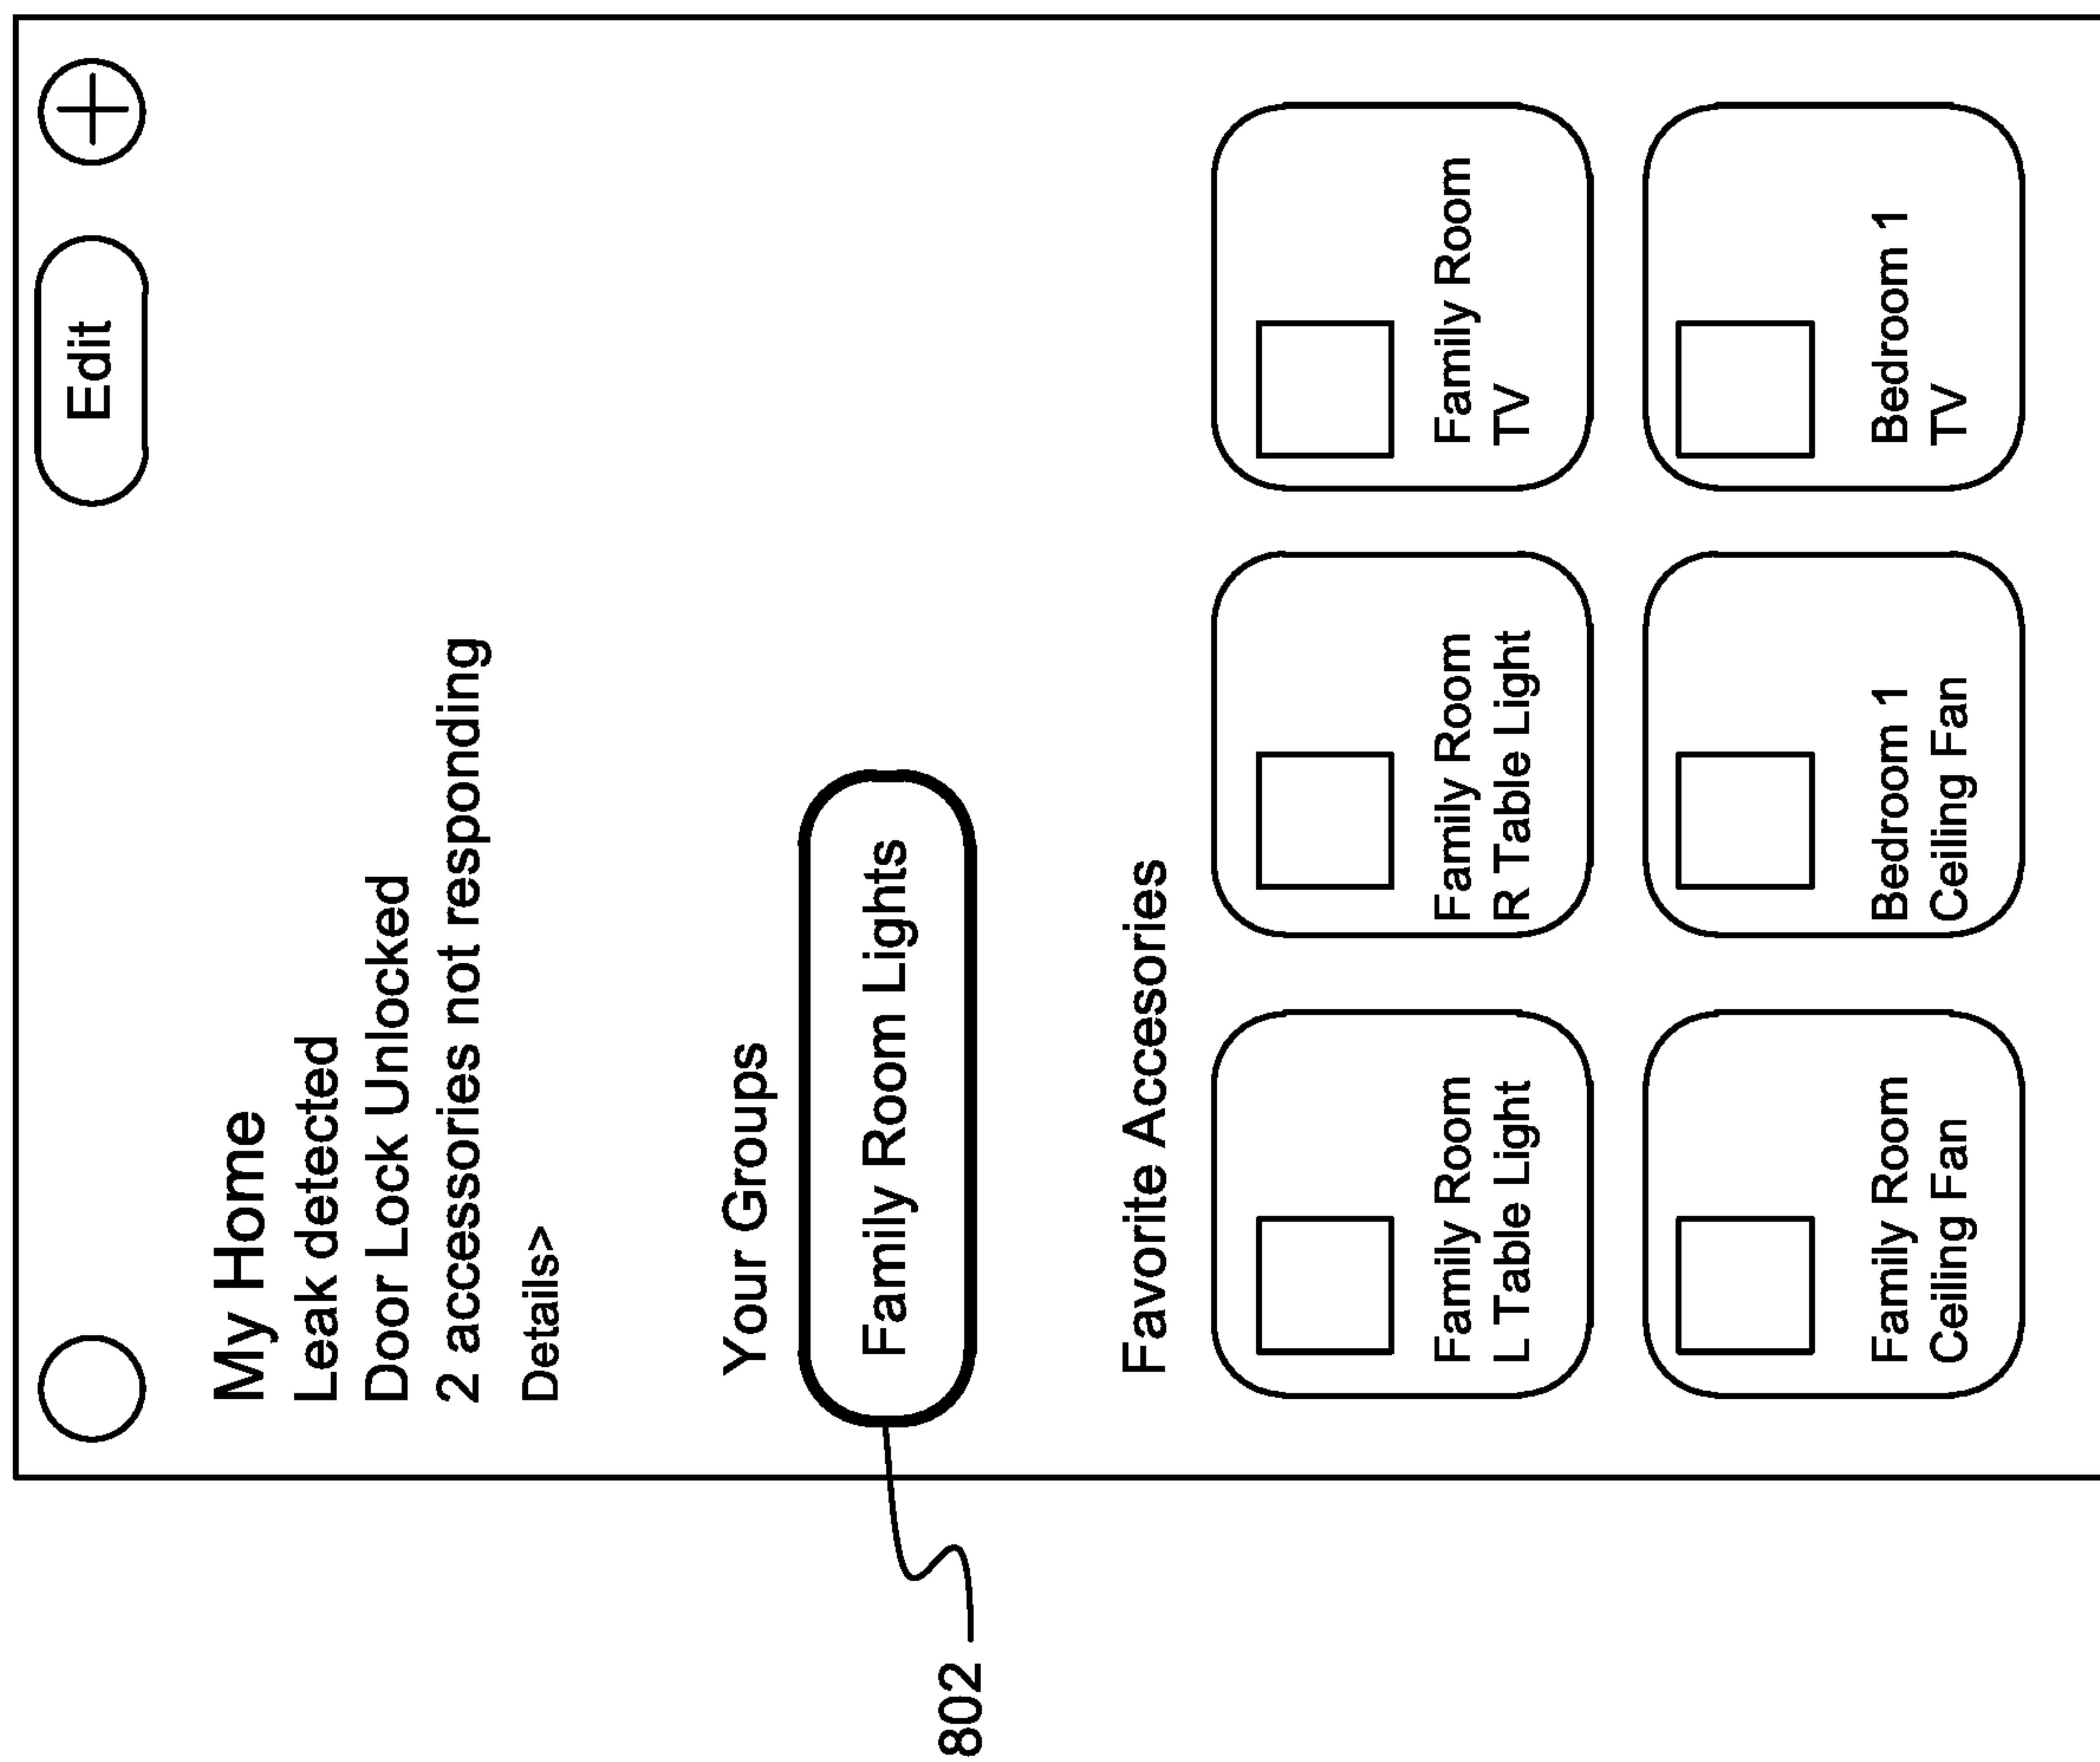 Edit
My Home
Leak detected
Door Lock Unlocked
2 accessories not responding
Details>
Your Groups
Family Room Lights
802
Favorite Accessories
Family Room
L Table Light
Family Room
R Table Light
Family Room
TV
Family Room
Ceiling Fan
Bedroom 1
Ceiling Fan
Bedroom 1
TV